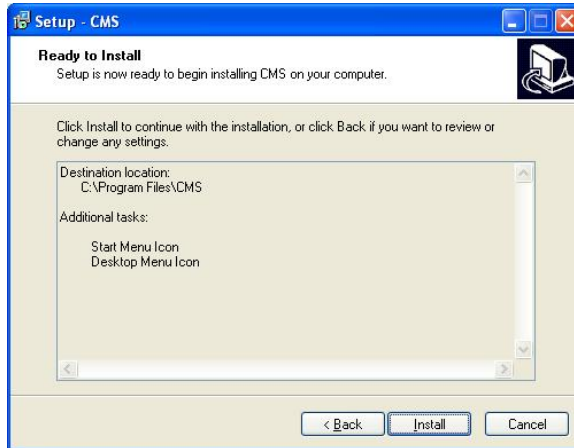 Setup - CMS
Ready to Install
Setup is now ready to begin installing CMS on your computer.
Click Install to continue with the installation, or click Back if you want to review or
change any settings.
Destination location:
C:\Program Files\CMS
Additional tasks:
Start Menu Icon
Desktop Menu Icon
< Back
Install
Cancel